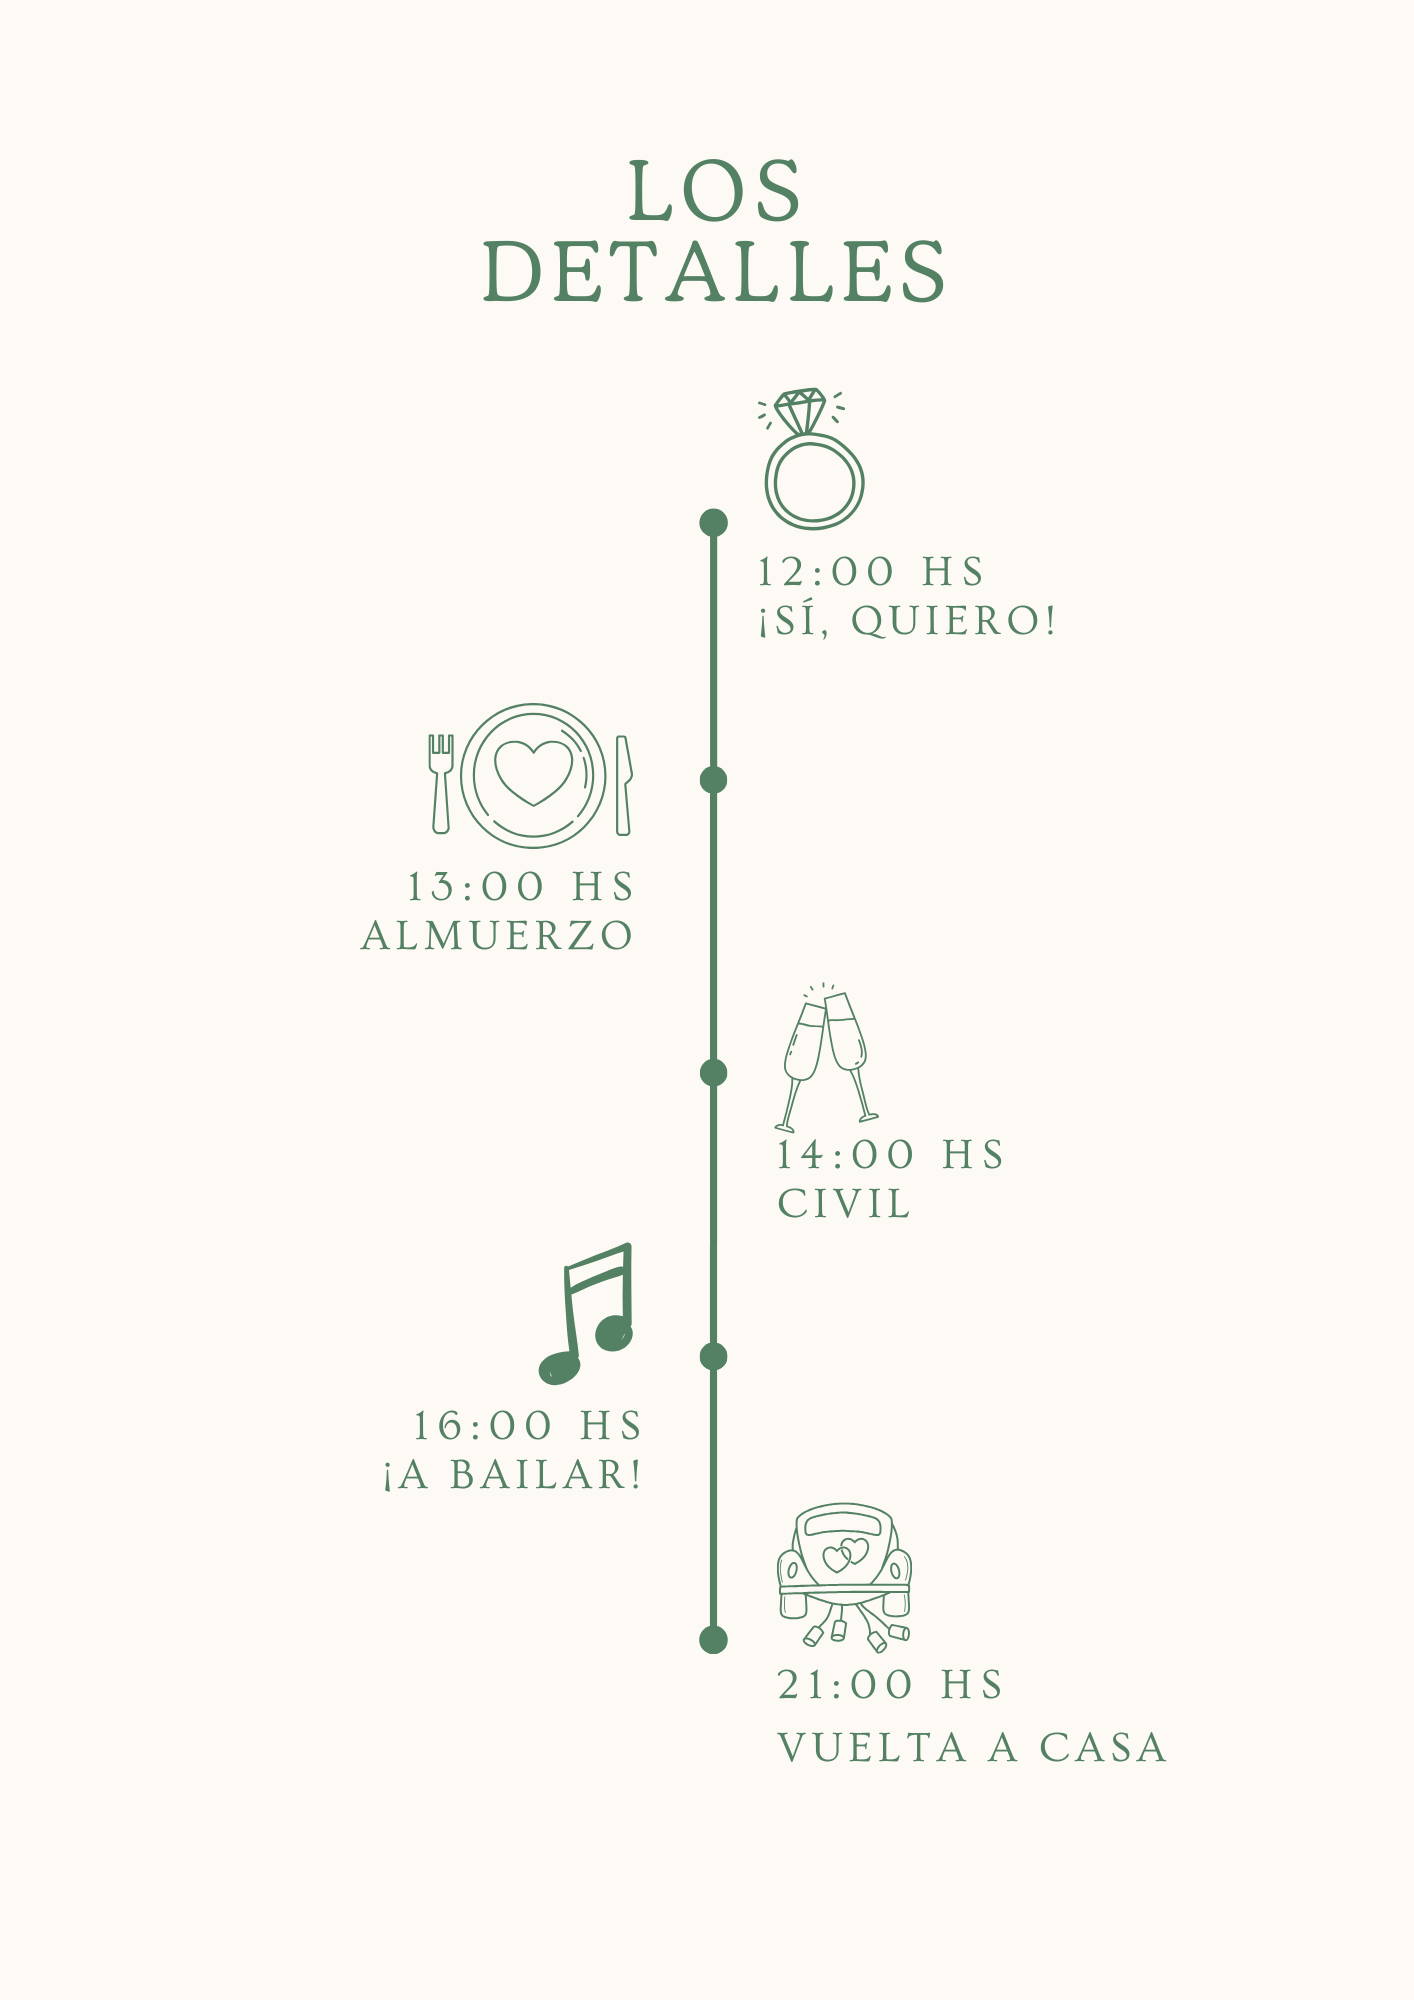 LOS
DETALLES
12:00 HS
¡SÍ, QUIERO!
13:00 HS
ALMUERZO
14:00 HS
CIVIL
16:00 HS
¡A BAILAR!
21:00 HS
VUELTA A CASA